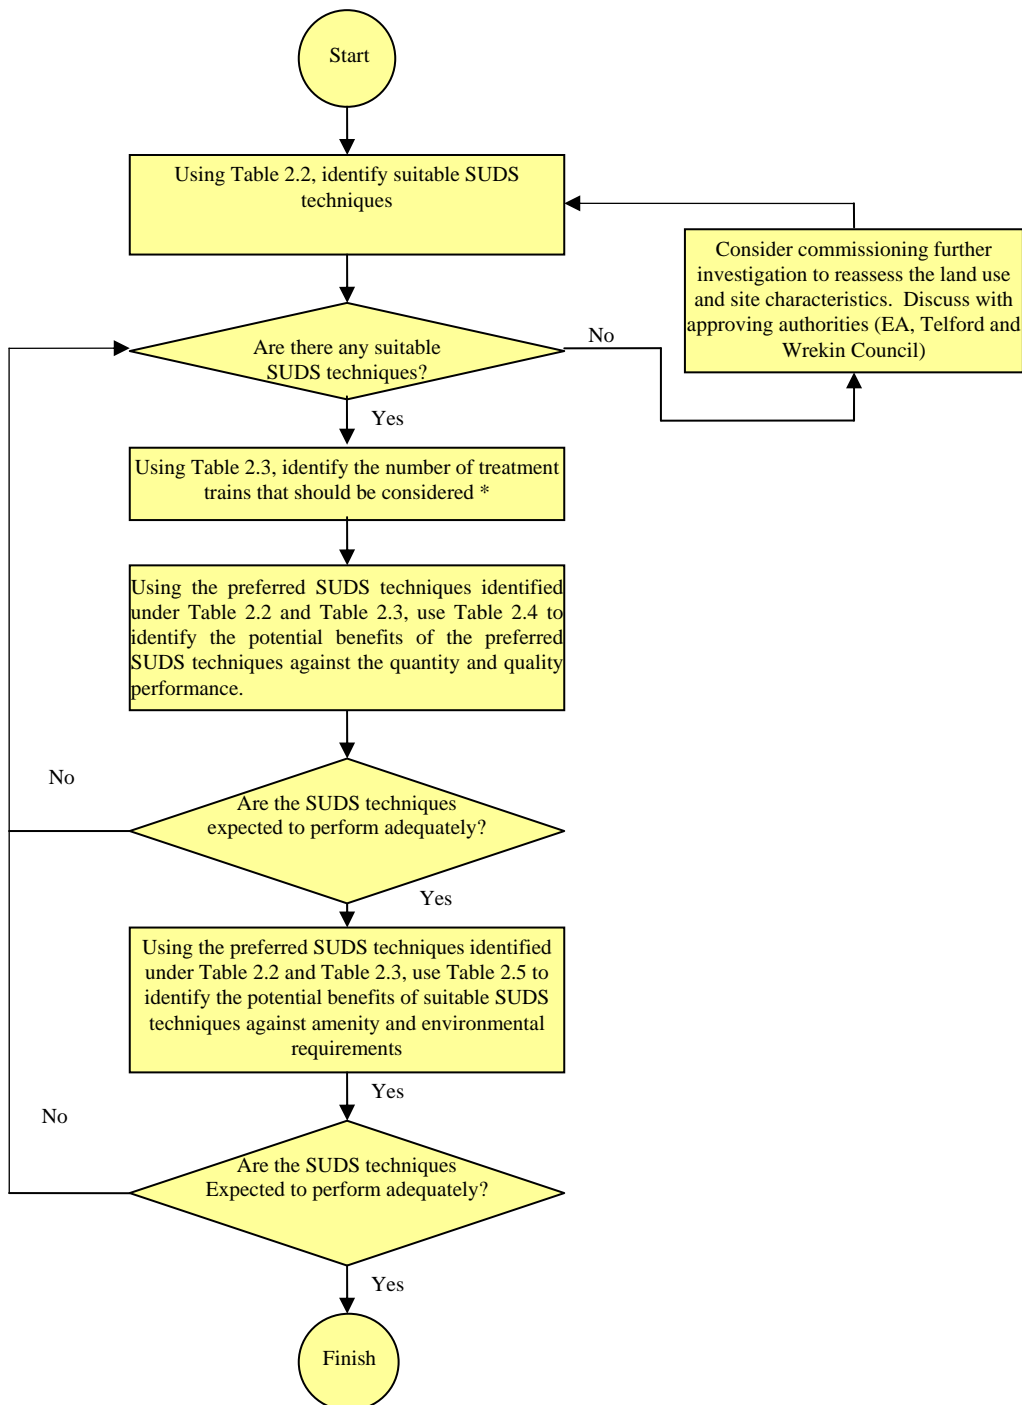 Start
Using Table 2.2, identify suitable SUDS
techniques
Consider commissioning further
investigation to reassess the land use
and site characteristics.  Discuss with
approving authorities (EA, Telford and
Wrekin Council)
Are there any suitable
SUDS techniques?
No
Yes
Using Table 2.3, identify the number of treatment
trains that should be considered *
Using the preferred SUDS techniques identified
under Table 2.2 and Table 2.3, use Table 2.4 to
identify the potential benefits of the preferred
SUDS techniques against the quantity and quality
performance.
No
Are the SUDS techniques
expected to perform adequately?
Yes
Using the preferred SUDS techniques identified
under Table 2.2 and Table 2.3, use Table 2.5 to
identify the potential benefits of suitable SUDS
techniques against amenity and environmental
requirements
Yes
No
Are the SUDS techniques
Expected to perform adequately?
Yes
Finish